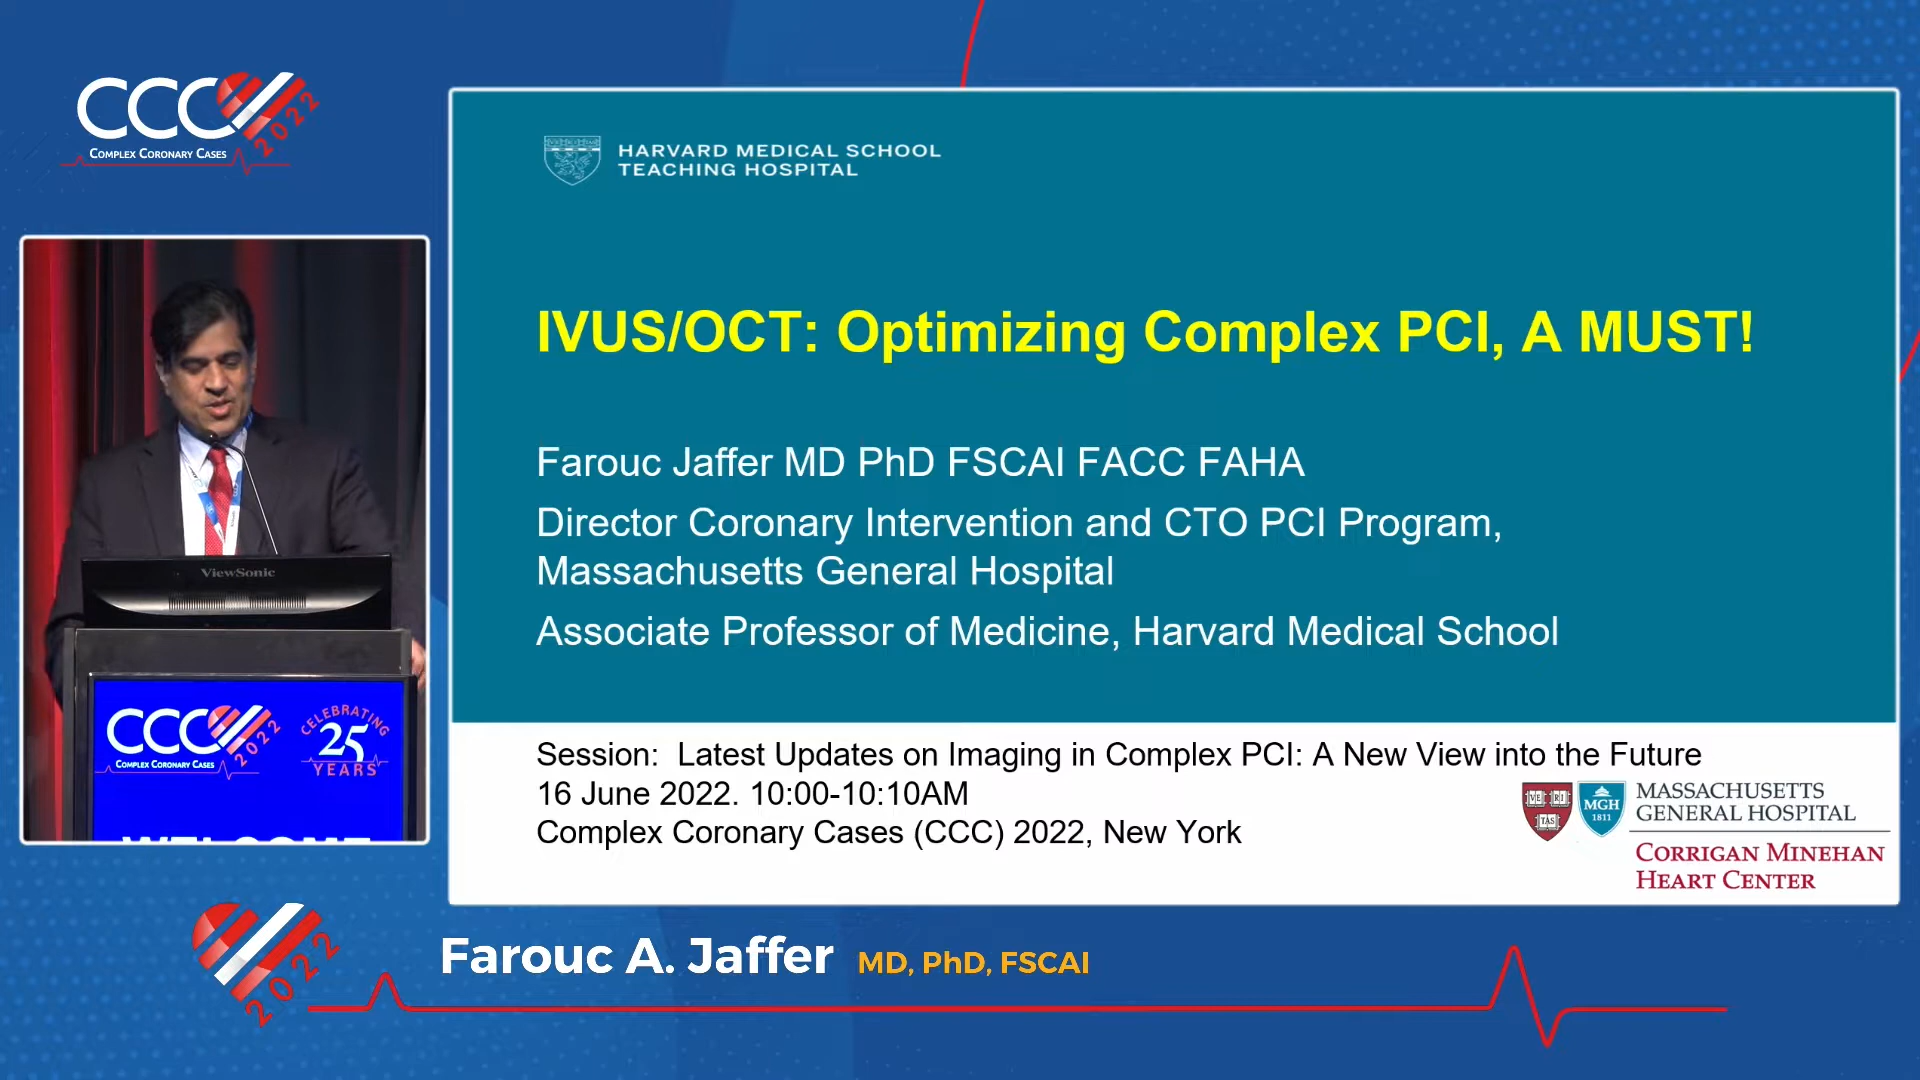 CCC 2022
COMPLEX CORONARY CASES
HARVARD MEDICAL SCHOOL
TEACHING HOSPITAL
IVUS/OCT: Optimizing Complex PCI, A MUST!
Farouc Jaffer MD PhD FSCAI FACC FAHA
Director Coronary Intervention and CTO PCI Program,
Massachusetts General Hospital
Associate Professor of Medicine, Harvard Medical School
Session:  Latest Updates on Imaging in Complex PCI: A New View into the Future
16 June 2022. 10:00-10:10AM
Complex Coronary Cases (CCC) 2022, New York
VE RI
TAS
MGH
1811
MASSACHUSETTS
GENERAL HOSPITAL
CORRIGAN MINEHAN
HEART CENTER
ViewSonic
CCC 2022
COMPLEX CORONARY CASES
CELEBRATING
25
YEARS
WELCOME
2022
Farouc A. Jaffer MD, PhD, FSCAI